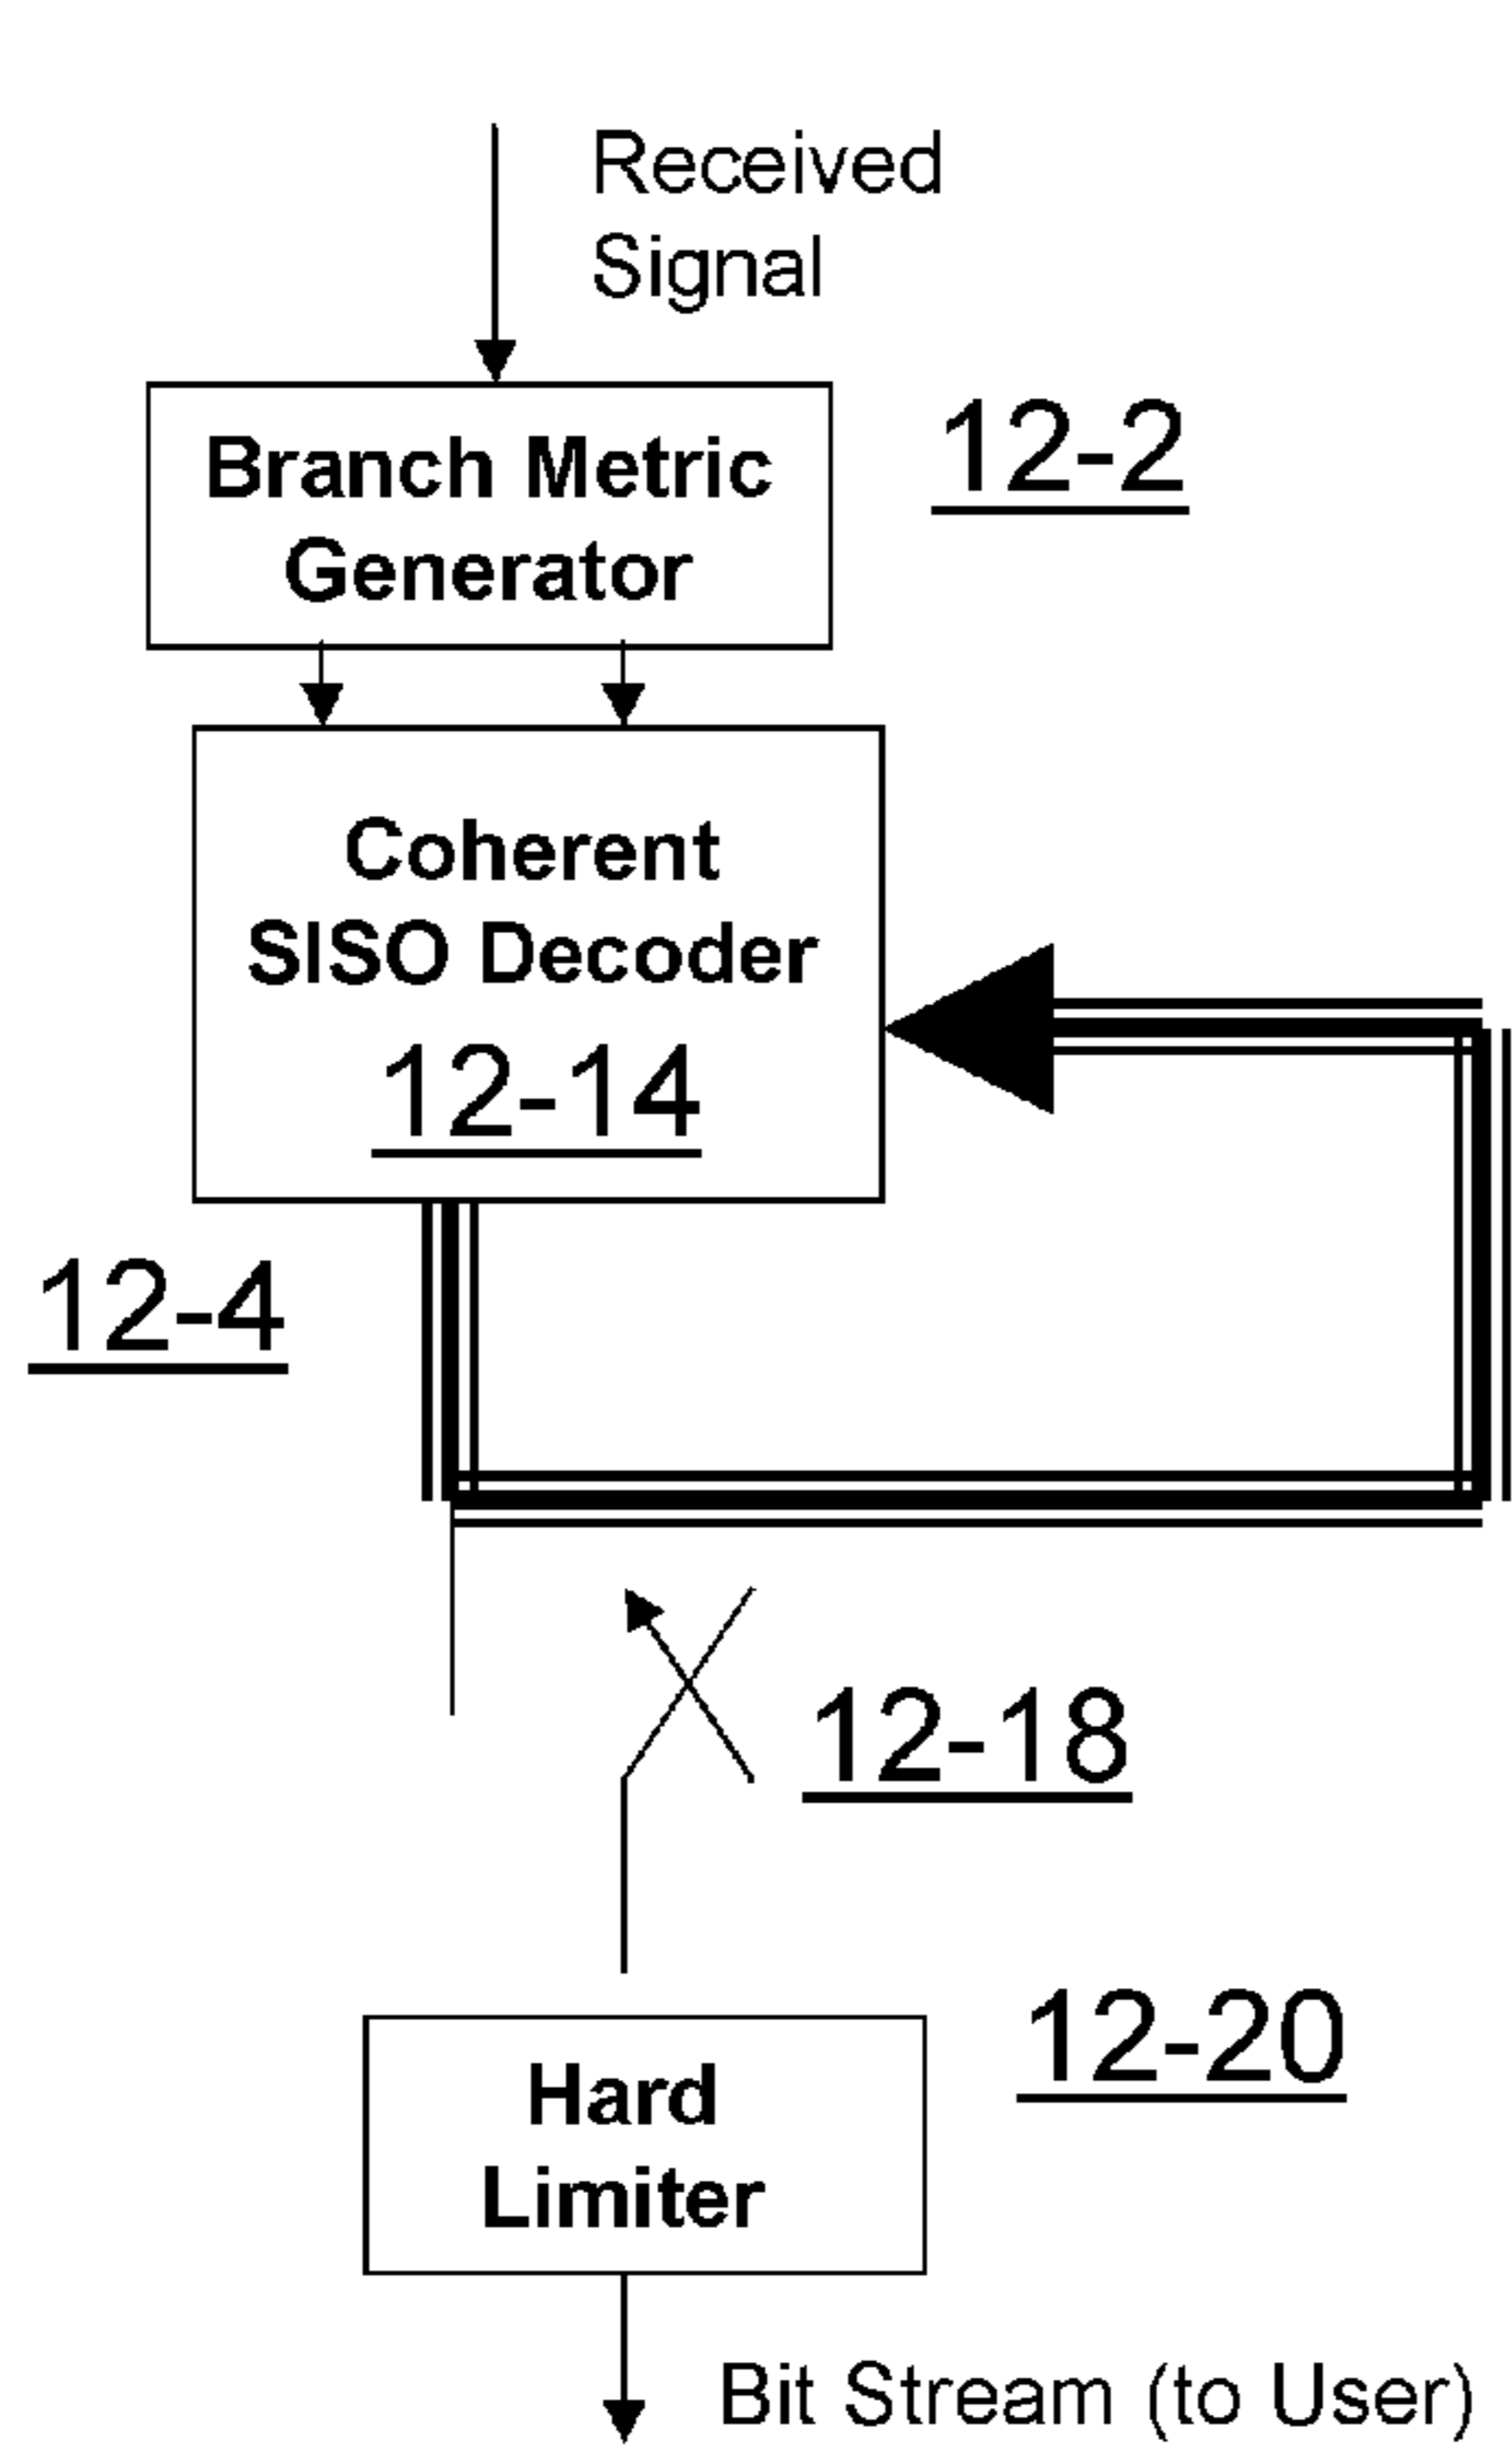 Received
Signal
Branch Metric
Generator
12-2
Coherent
SISO Decoder
12-14
12-4
12-18
12-20
Hard
Limiter
Bit Stream (to User)